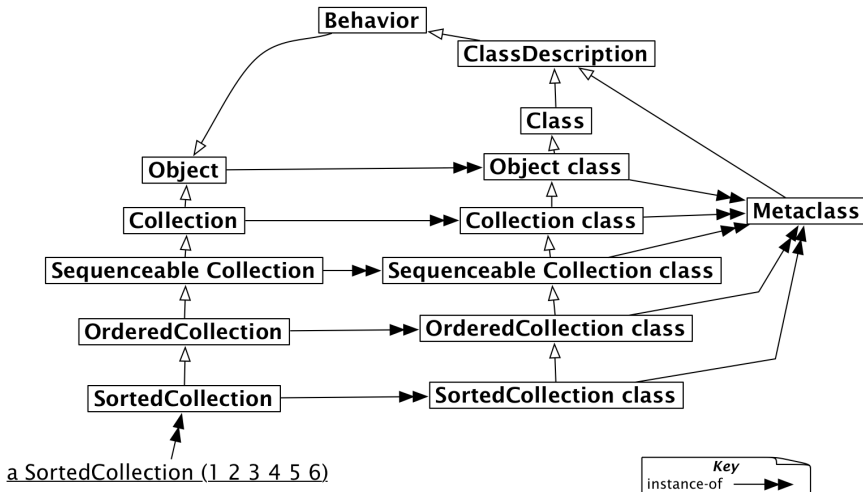 Behavior
ClassDescription
Class
Object
Object class
Collection
Collection class
Metaclass
Sequenceable Collection
Sequenceable Collection class
OrderedCollection
OrderedCollection class
SortedCollection
SortedCollection class
a SortedCollection (1 2 3 4 5 6)
Key
instance-of